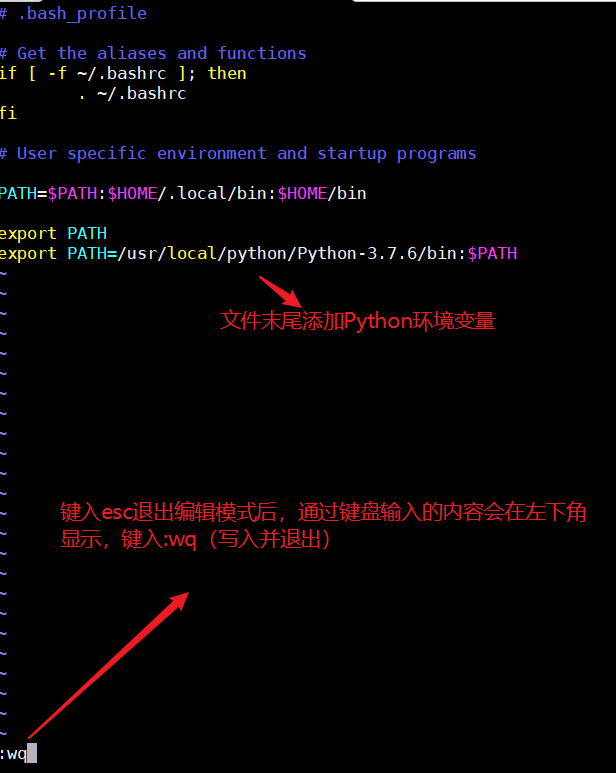 # .bash_profile
# Get the aliases and functions
if [ -f ~/.bashrc ]; then
        . ~/.bashrc
fi
# User specific environment and startup programs
PATH=$PATH:$HOME/.local/bin:$HOME/bin
export PATH
export PATH=/usr/local/python/Python-3.7.6/bin:$PATH
~
~
~
文件末尾添加Python环境变量
~
~
~
~
~
~
~
~
~
键入esc退出编辑模式后，通过键盘输入的内容会在左下角
~
显示，键入:wq（写入并退出）
~
~
~
~
~
~
~
~
~
~
~
:wq